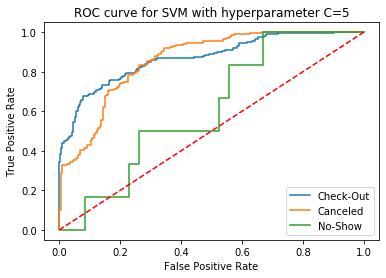 ROC curve for SVM with hyperparameter C=5
True Positive Rate
1.0
0.8
0.6
0.4
0.2
0.0
Check-Out
Canceled
No-Show
0.0 0.2 0.4 0.6 0.8 1.0
False Positive Rate